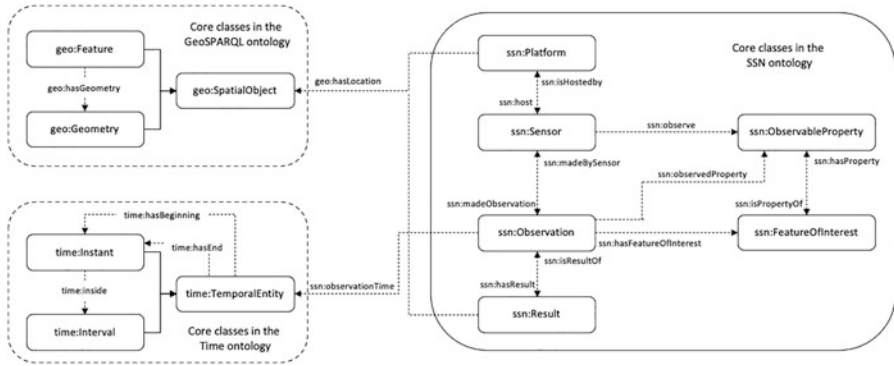 Core classes in the
GeoSPARQL ontology
geo:Feature
geo:hasGeometry
geo:SpatialObject
geo:Geometry
geo:hasLocation
Core classes in the
SSN ontology
ssn:Platform
ssn:isHostedby
ssn:host
ssn:Sensor
ssn:observe
ssn:ObservableProperty
ssn:madeBySensor
ssn:hasProperty
ssn:observedProperty
ssn:madeObservation
ssn:isPropertyOf
ssn:Observation
ssn:hasFeatureOfInterest
ssn:FeatureOfInterest
ssn:isResultOf
ssn:hasResult
ssn:Result
time:hasBeginning
time:hasEnd
time:Instant
time:inside
time:TemporalEntity
ssn:observationTime
time:Interval
Core classes in the
Time ontology